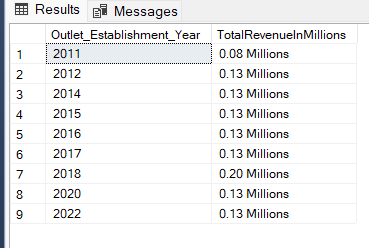 Results Messages
Outlet_Establishment_Year TotalRevenueInMillions
1 2011 0.08 Millions
2 2012 0.13 Millions
3 2014 0.13 Millions
4 2015 0.13 Millions
5 2016 0.13 Millions
6 2017 0.13 Millions
7 2018 0.20 Millions
8 2020 0.13 Millions
9 2022 0.13 Millions